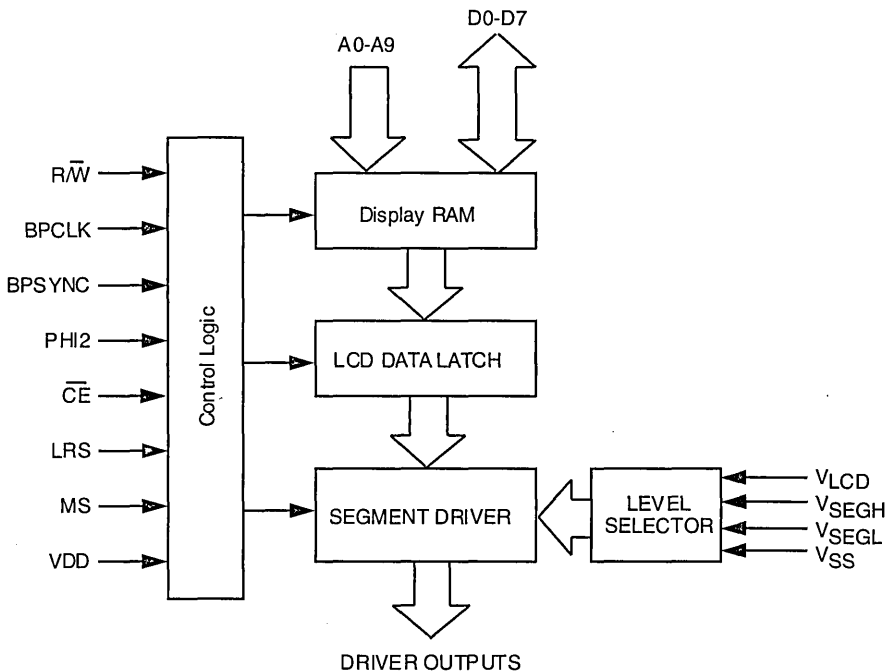 D0-D7
A0-A9
R/W̅
BPCLK
BPSYNC
PHI2
C̅E̅
LRS
MS
VDD
Control Logic
Display RAM
LCD DATA LATCH
SEGMENT DRIVER
LEVEL
SELECTOR
VLCD
VSEGH
VSEGL
VSS
DRIVER OUTPUTS